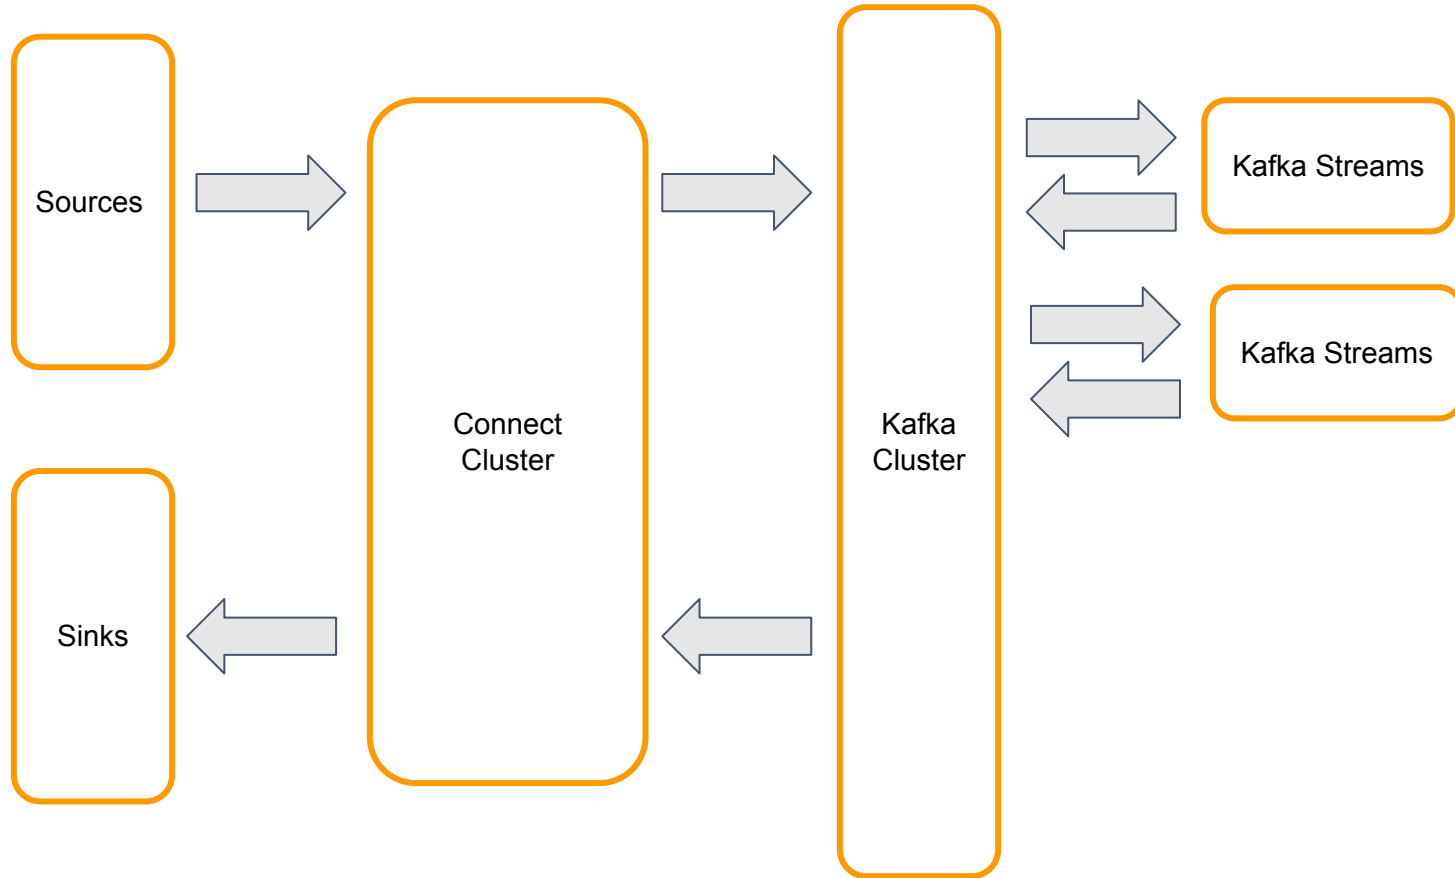 Sources
Connect
Cluster
Kafka
Cluster
Kafka Streams
Kafka Streams
Sinks